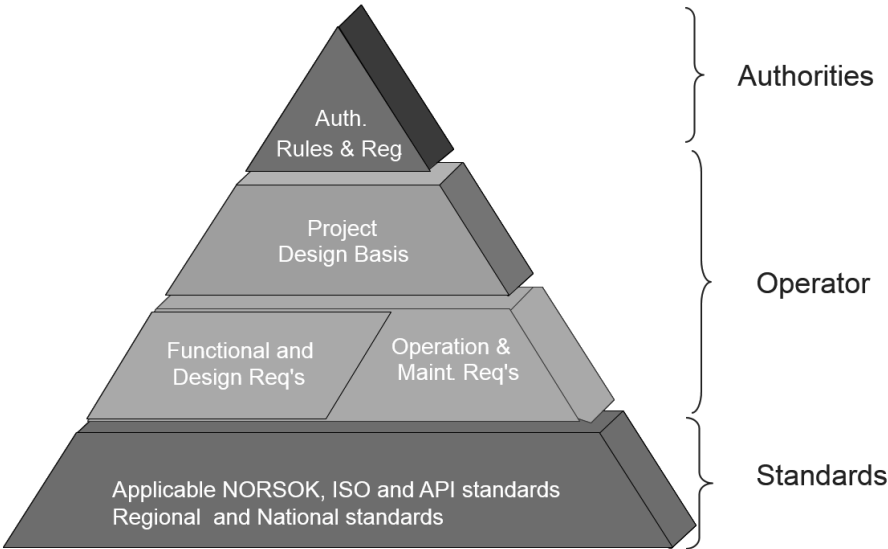 Auth.
Rules & Reg
Authorities
Project
Design Basis
Operator
Functional and
Design Req's
Operation &
Maint. Req's
Applicable NORSOK, ISO and API standards
Regional and National standards
Standards